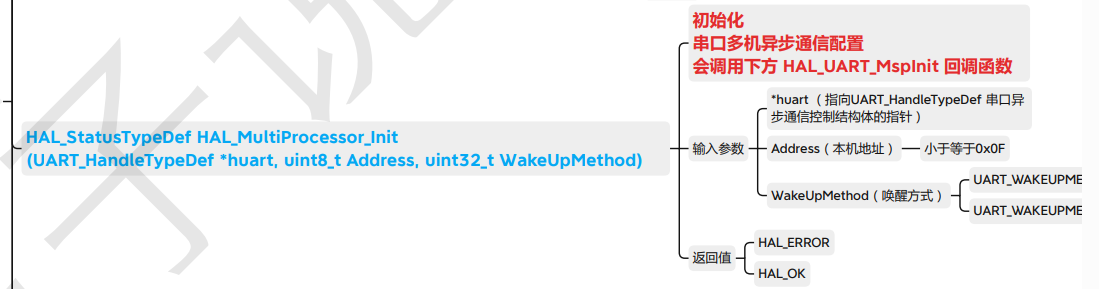 初始化
串口多机异步通信配置
会调用下方 HAL_UART_MspInit 回调函数
HAL_StatusTypeDef HAL_MultiProcessor_Init
(UART_HandleTypeDef *huart, uint8_t Address, uint32_t WakeUpMethod)
输入参数
*huart（指向UART_HandleTypeDef 串口异
步通信控制结构体的指针）
Address（本机地址）
小于等于0x0F
WakeUpMethod（唤醒方式）
UART_WAKEUPME
UART_WAKEUPME
返回值
HAL_ERROR
HAL_OK